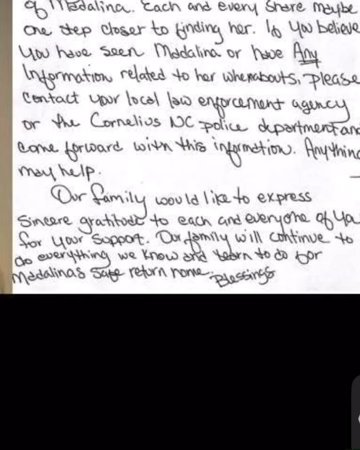 of Madalina. Each and every share maybe
one step closer to finding her. If you believe
you have seen Madalina or have Any
Information related to her whereabouts, please
contact your local law enforcement agency
or the Cornelius NC police department and
come forward with this information. Anything
may help.
Our family would like to express
Sincere gratitude to each and everyone of you
for your support. Our family will continue to
do everything we know and learn to do for
Madalinas safe return home. Blessings